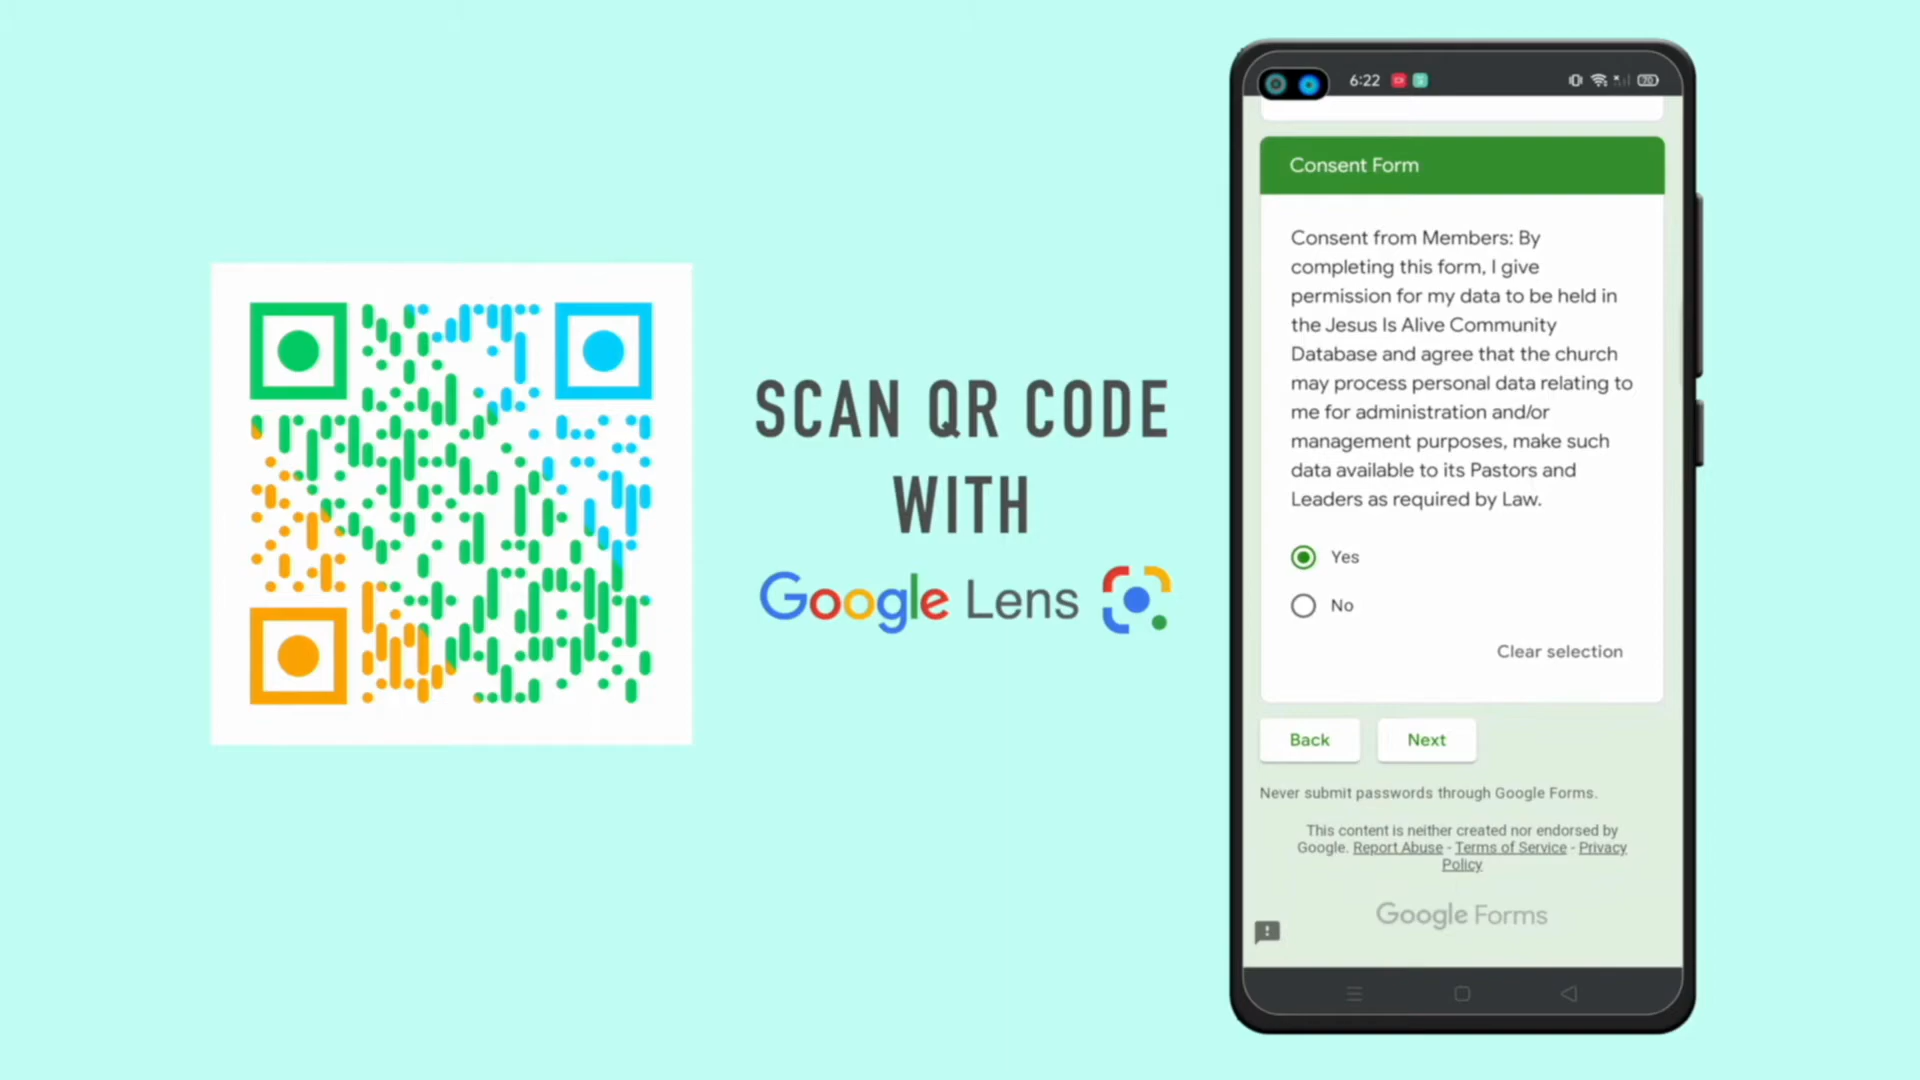 SCAN QR CODE
WITH
Google Lens
6:22
70
Consent Form
Consent from Members: By
completing this form, I give
permission for my data to be held in
the Jesus Is Alive Community
Database and agree that the church
may process personal data relating to
me for administration and/or
management purposes, make such
data available to its Pastors and
Leaders as required by Law.
Yes
No
Clear selection
Back
Next
Never submit passwords through Google Forms.
This content is neither created nor endorsed by
Google. Report Abuse - Terms of Service - Privacy
Policy
Google Forms